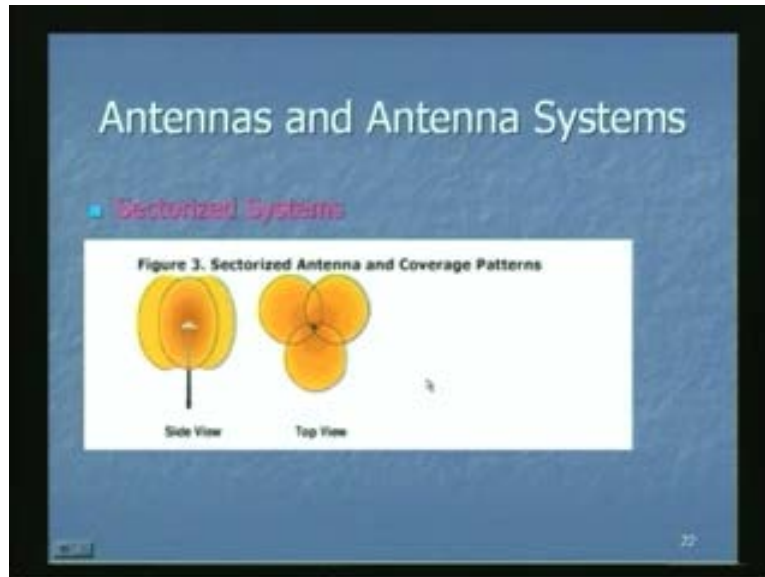 Antennas and Antenna Systems
Sectorized Systems
Figure 3. Sectorized Antenna and Coverage Patterns
Side View
Top View
22